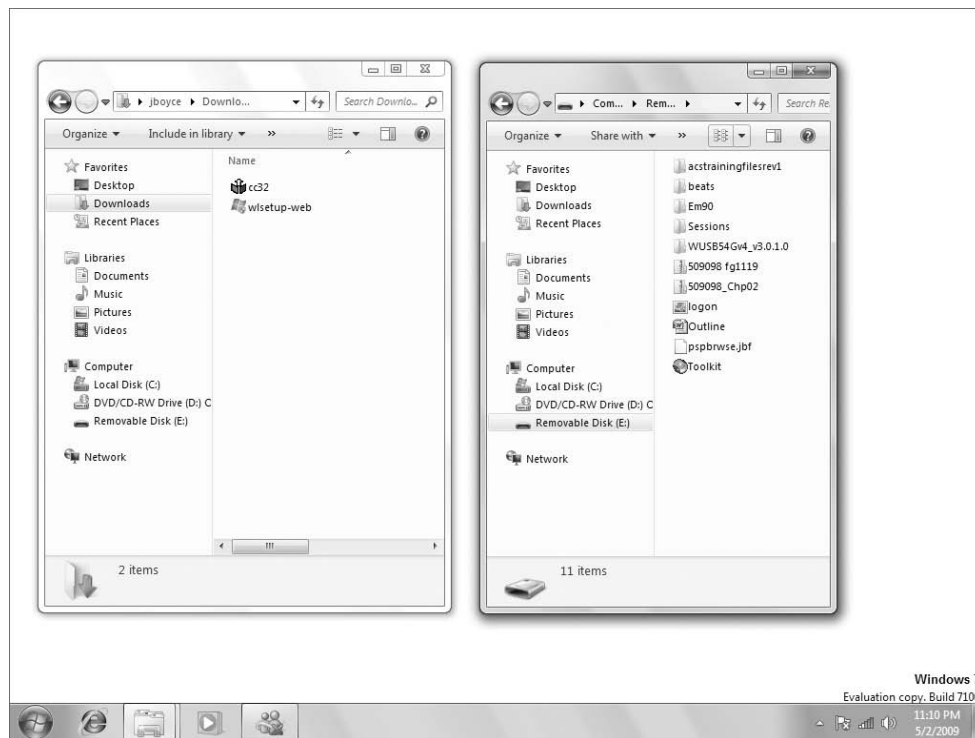 jboyce ▸ Downlo...
Search Downlo...
Organize
Include in library
»
Favorites
Desktop
Downloads
Recent Places
Libraries
Documents
Music
Pictures
Videos
Computer
Local Disk (C:)
DVD/CD-RW Drive (D:) C
Removable Disk (E:)
Network
Name
cc32
wlsetup-web
2 items
Com... ▸ Rem...
Search Re
Organize
Share with
»
Favorites
Desktop
Downloads
Recent Places
Libraries
Documents
Music
Pictures
Videos
Computer
Local Disk (C:)
DVD/CD-RW Drive (D:) C
Removable Disk (E:)
Network
acstrainingfilesrev1
beats
Em90
Sessions
WUSB54Gv4_v3.0.1.0
509098 fg1119
509098_Chp02
logon
Outline
pspbrwse.jbf
Toolkit
11 items
Windows
Evaluation copy. Build 710
11:10 PM
5/2/2009